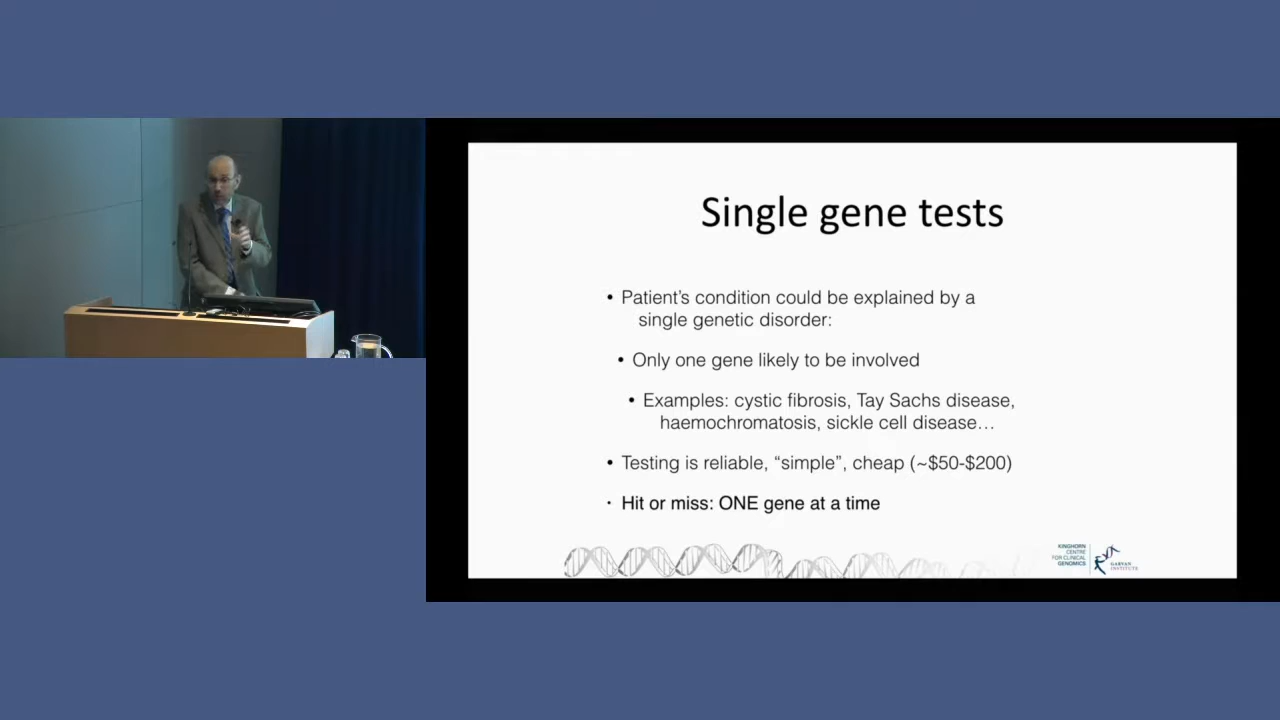 Single gene tests
• Patient’s condition could be explained by a
single genetic disorder:
• Only one gene likely to be involved
• Examples: cystic fibrosis, Tay Sachs disease,
haemochromatosis, sickle cell disease…
• Testing is reliable, “simple”, cheap (~$50-$200)
· Hit or miss: ONE gene at a time
KINGHORN
CENTRE
FOR CLINICAL
GENOMICS
GARVAN
INSTITUTE